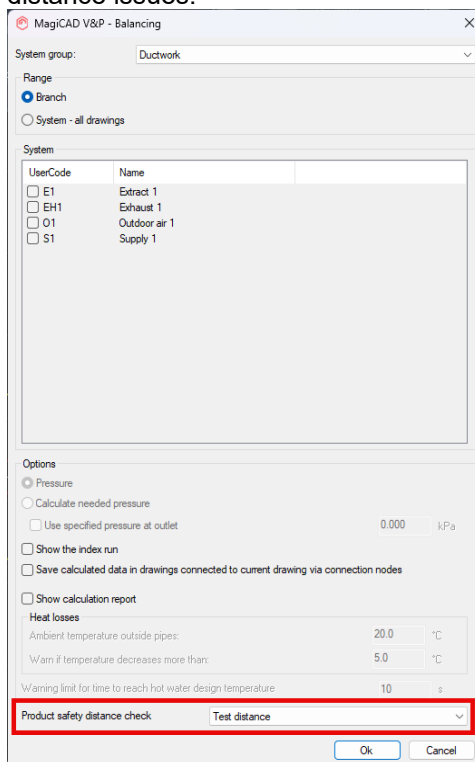 distance issues.
MagiCAD V&P - Balancing
System group: Ductwork
Range
Branch
System - all drawings
System
UserCode Name
E1 Extract 1
EH1 Exhaust 1
O1 Outdoor air 1
S1 Supply 1
Options
Pressure
Calculate needed pressure
Use specified pressure at outlet 0.000 kPa
Show the index run
Save calculated data in drawings connected to current drawing via connection nodes
Show calculation report
Heat losses
Ambient temperature outside pipes: 20.0 °C
Warn if temperature decreases more than: 5.0 °C
Warning limit for time to reach hot water design temperature 10 s
Product safety distance check Test distance
Ok Cancel